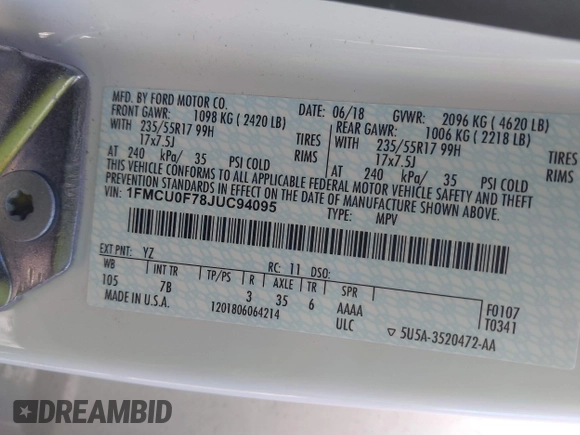 MFD. BY FORD MOTOR CO.
DATE: 06/18 GVWR: 2096 KG ( 4620 LB)
FRONT GAWR: 1098 KG ( 2420 LB)
REAR GAWR: 1006 KG ( 2218 LB)
WITH 235/55R17 99H TIRES
WITH 235/55R17 99H TIRES
17x7.5J RIMS
17x7.5J RIMS
AT 240 kPa/ 35 PSI COLD
AT 240 kPa/ 35 PSI COLD
THIS VEHICLE CONFORMS TO ALL APPLICABLE FEDERAL MOTOR VEHICLE SAFETY AND THEFT
PREVENTION STANDARDS IN EFFECT ON THE DATE OF MANUFACTURE SHOWN ABOVE.
VIN: 1FMCU0F78JUC94095
TYPE: MPV
EXT PNT: YZ RC: 11 DSO:
WB INT TR TP/PS R AXLE TR SPR
105 7B 3 35 6 AAAA F0107
MADE IN U.S.A. 1201806064214 ULC T0341
5U5A-3520472-AA
DREAMBID